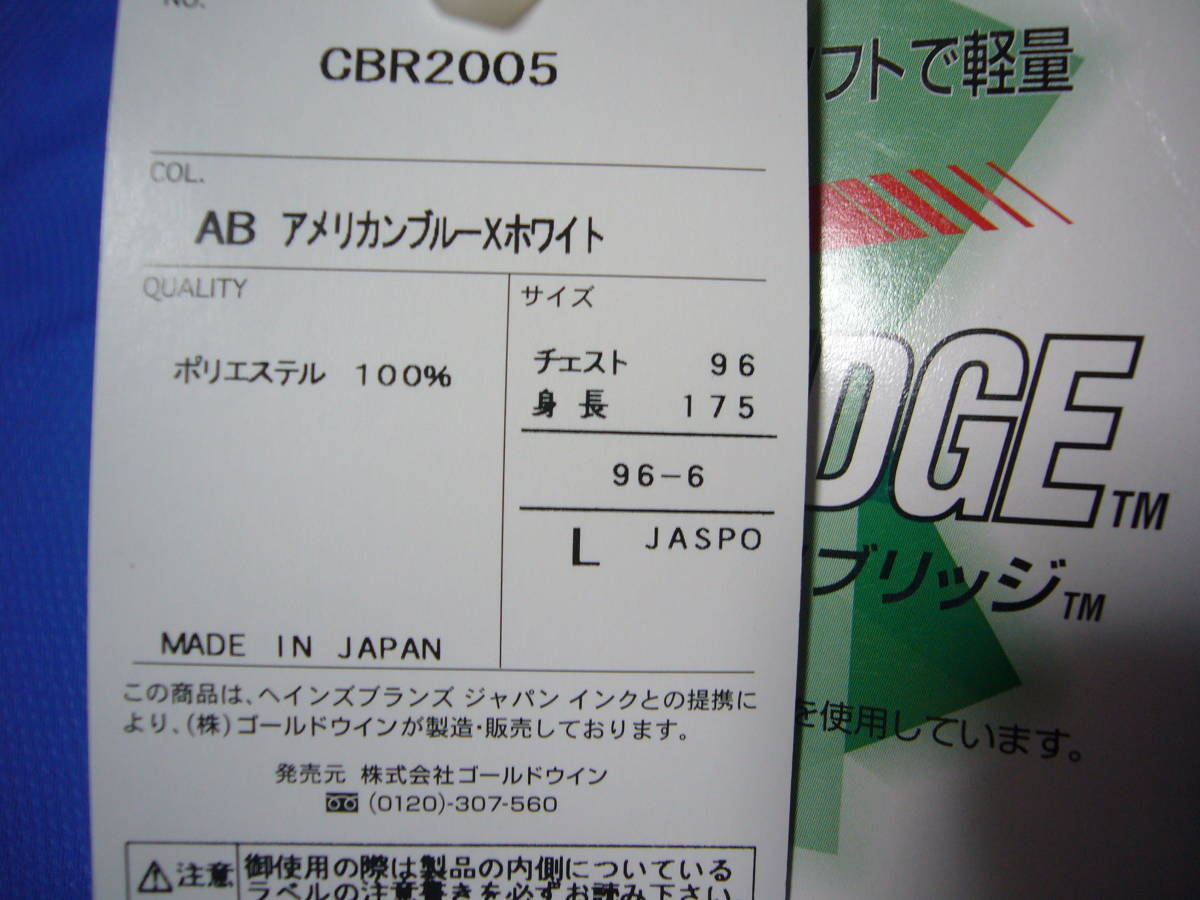 NO.
CBR2005
COL.
AB アメリカンブルーXホワイト
QUALITY
サイズ
ポリエステル 100%
チェスト 96
身長 175
96-6
L JASPO
MADE IN JAPAN
この商品は、ヘインズブランズ ジャパン インクとの提携に
より、(株)ゴールドウインが製造・販売しております。
発売元 株式会社ゴールドウイン
(0120)-307-560
注意
御使用の際は製品の内側についている
ラベルの注意書きを必ずお読み下さい
フトで軽量
DGE TM
ブリッジ TM
を使用しています。